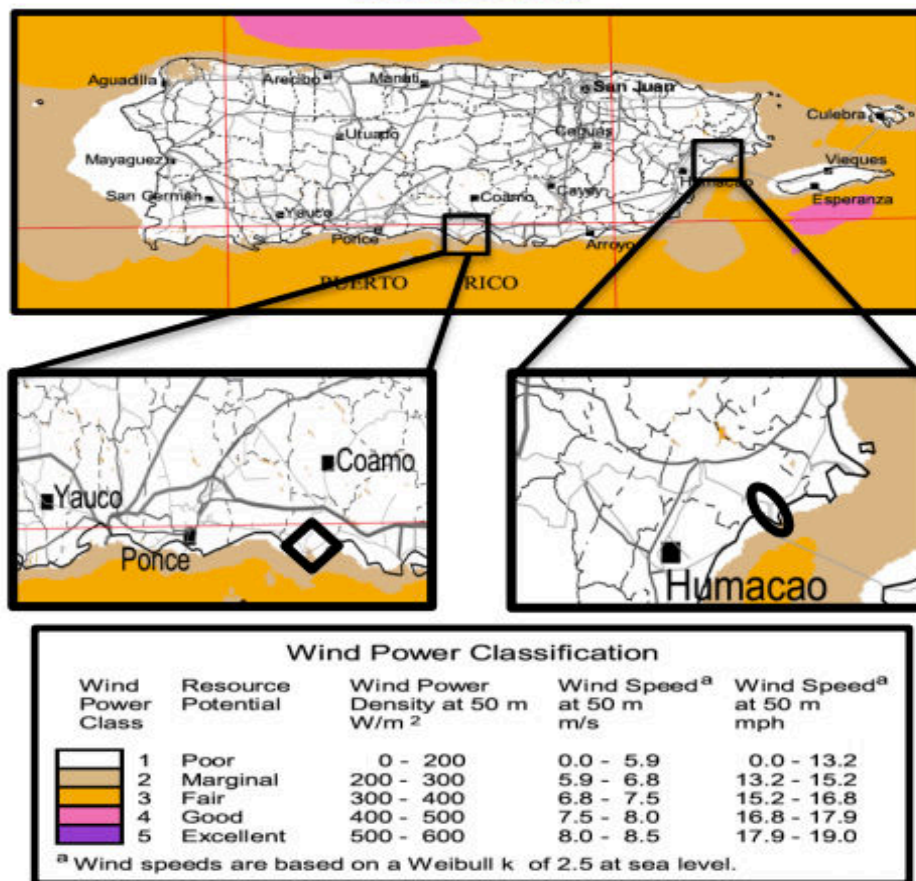 Aguadilla
Arecibo
Manati
San Juan
Culebra
Utuado
Caguas
Mayaguez
Vieques
Humacao
San Germán
Coamo
Cayey
Esperanza
Yauco
Ponce
Arroyo
PUERTO RICO
Coamo
Yauco
Ponce
Humacao
Wind Power Classification
Wind Resource Wind Power Wind Speed a Wind Speed a
Power Potential Density at 50 m at 50 m at 50 m
Class W/m 2 m/s mph
1 Poor 0 - 200 0.0 - 5.9 0.0 - 13.2
2 Marginal 200 - 300 5.9 - 6.8 13.2 - 15.2
3 Fair 300 - 400 6.8 - 7.5 15.2 - 16.8
4 Good 400 - 500 7.5 - 8.0 16.8 - 17.9
5 Excellent 500 - 600 8.0 - 8.5 17.9 - 19.0
a Wind speeds are based on a Weibull k of 2.5 at sea level.